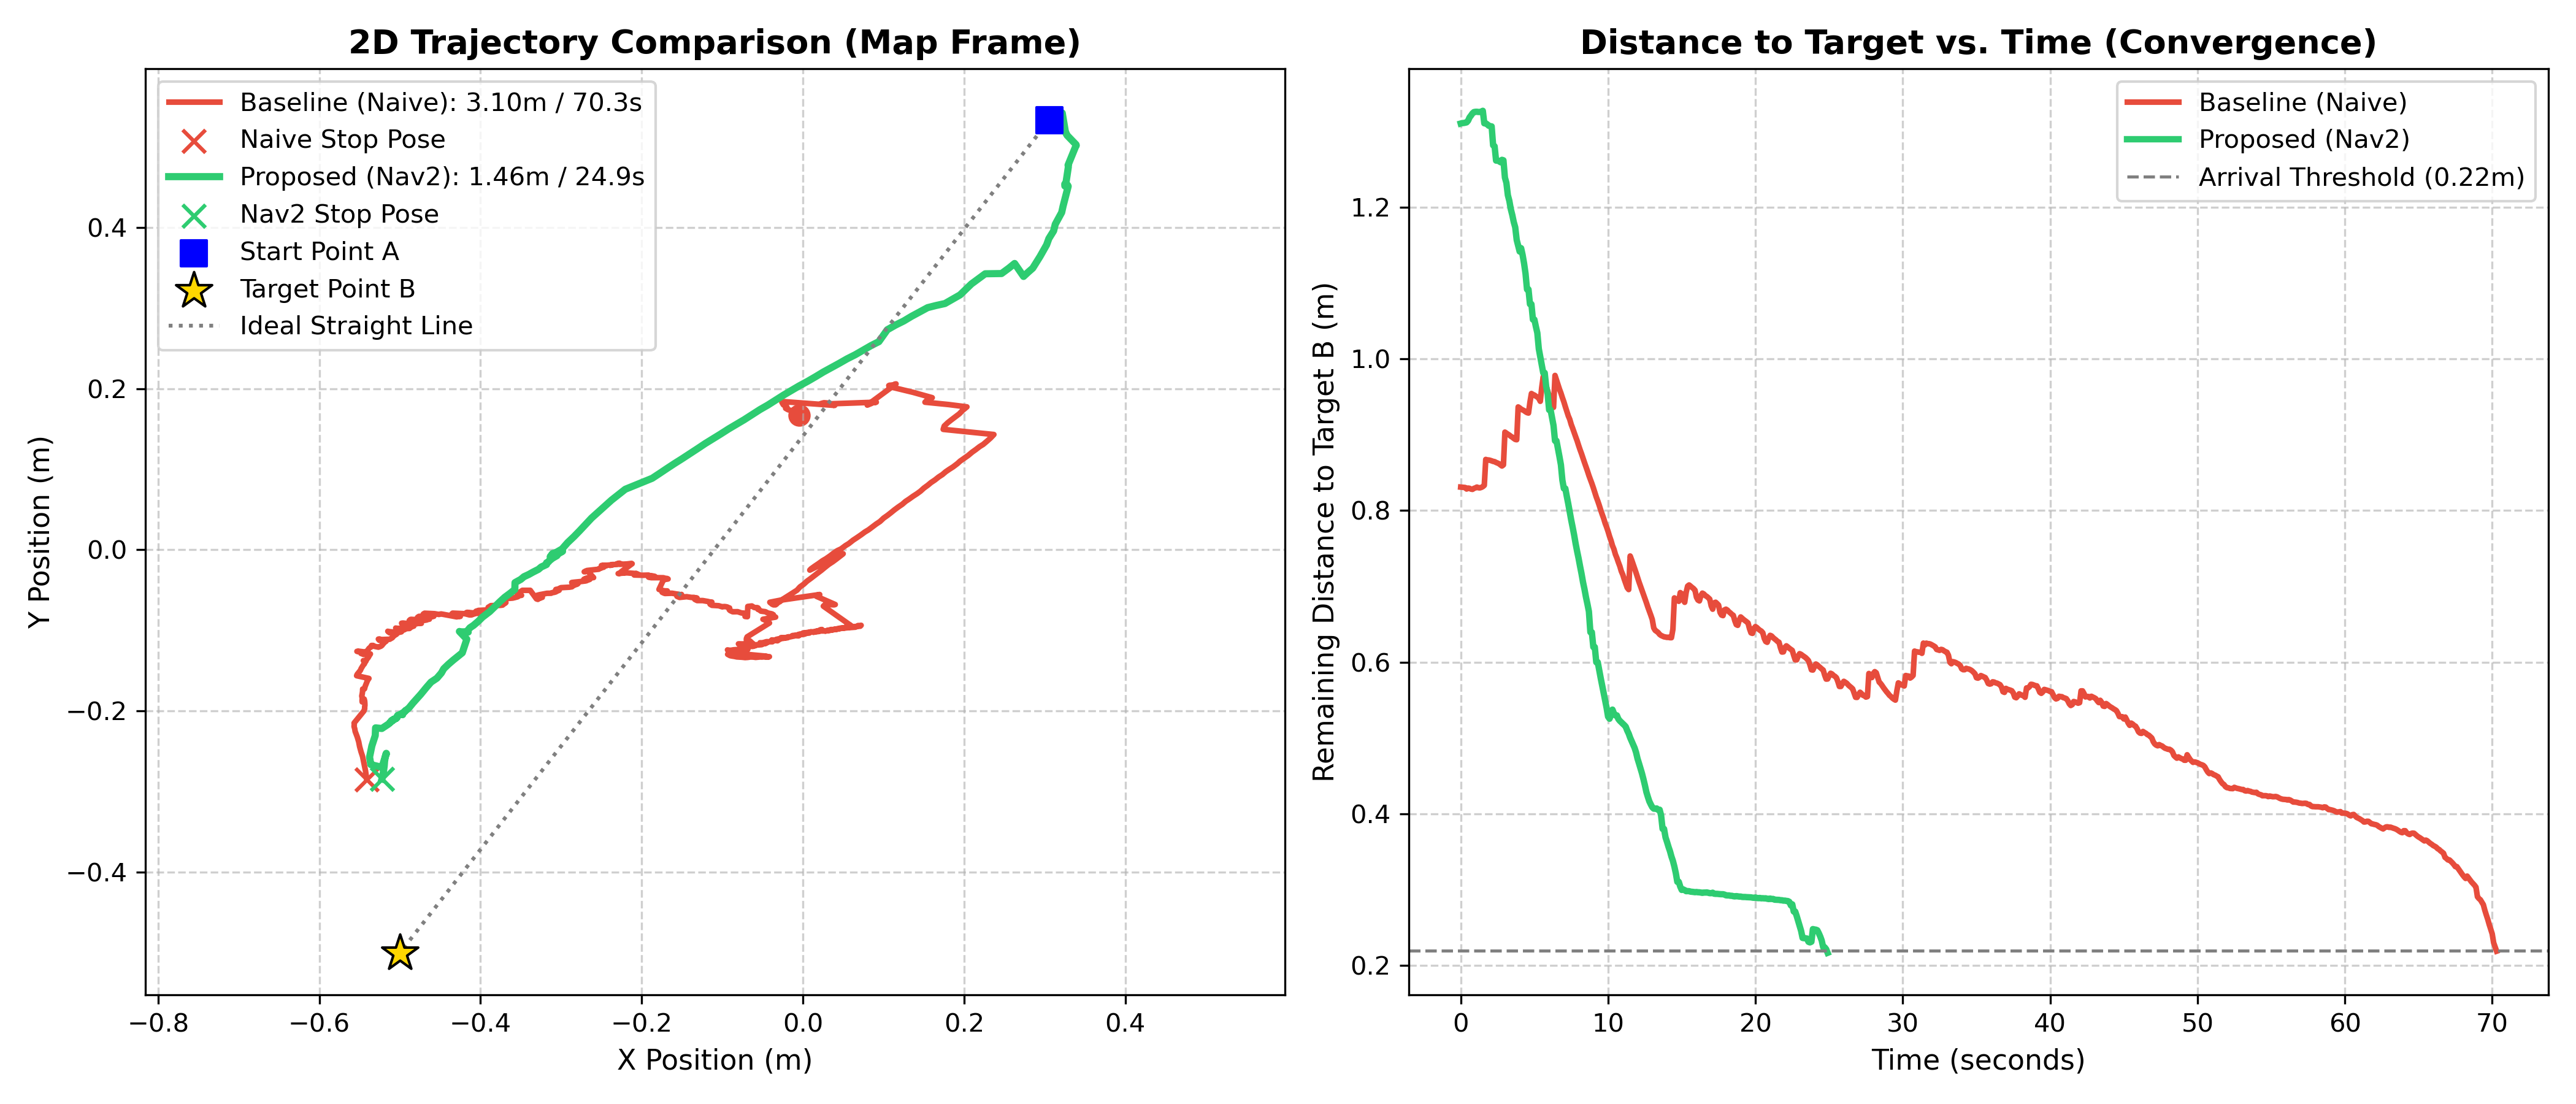 2D Trajectory Comparison (Map Frame)
Baseline (Naive): 3.10m / 70.3s
Naive Stop Pose
Proposed (Nav2): 1.46m / 24.9s
Nav2 Stop Pose
Start Point A
Target Point B
Ideal Straight Line
Y Position (m)
0.4
0.2
0.0
−0.2
−0.4
−0.8
−0.6
−0.4
−0.2
0.0
0.2
0.4
X Position (m)
Distance to Target vs. Time (Convergence)
Baseline (Naive)
Proposed (Nav2)
Arrival Threshold (0.22m)
Remaining Distance to Target B (m)
1.2
1.0
0.8
0.6
0.4
0.2
0
10
20
30
40
50
60
70
Time (seconds)